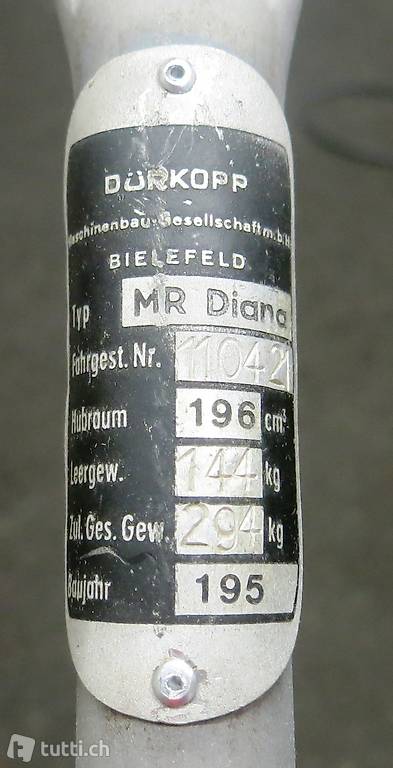 DÜRKOPP
Maschinenbau-Gesellschaft m.b.H
BIELEFELD
Typ MR Diana
Fahrgest. Nr. 110421
Hubraum 196 cm³
Leergew. 144 kg
Zul. Ges. Gew. 294 kg
Baujahr 195
tutti.ch